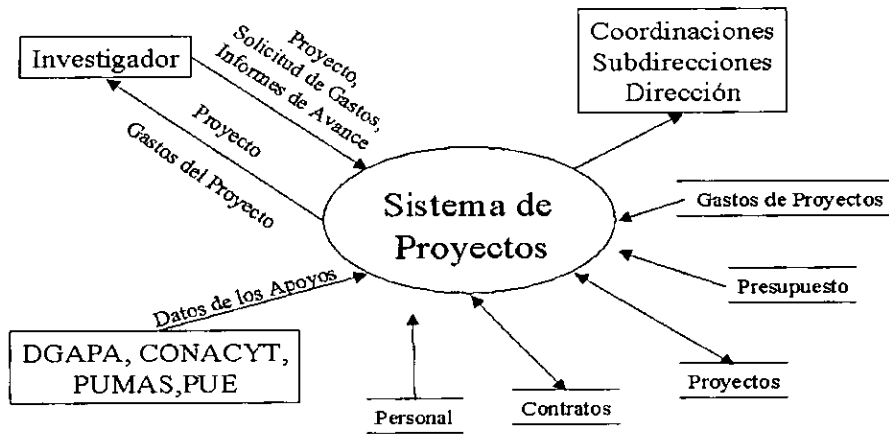 Investigador
Proyecto,
Solicitud de Gastos,
Informes de Avance
Proyecto
Gastos del Proyecto
Coordinaciones
Subdirecciones
Dirección
Sistema de
Proyectos
Gastos de Proyectos
Presupuesto
Datos de los Apoyos
DGAPA, CONACYT,
PUMAS,PUE
Personal
Contratos
Proyectos